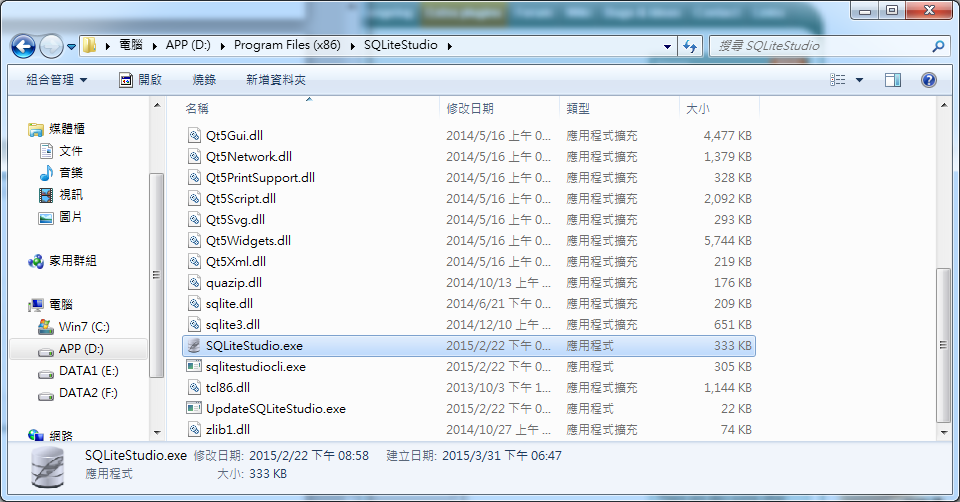 電腦 ▸ APP (D:) ▸ Program Files (x86) ▸ SQLiteStudio ▸ 搜尋 SQLiteStudio
組合管理 開啟 燒錄 新增資料夾
名稱 修改日期 類型 大小
媒體櫃
文件
音樂
視訊
圖片
家用群組
電腦
Win7 (C:)
APP (D:)
DATA1 (E:)
DATA2 (F:)
網路
Qt5Gui.dll 2014/5/16 上午 0... 應用程式擴充 4,477 KB
Qt5Network.dll 2014/5/16 上午 0... 應用程式擴充 1,379 KB
Qt5PrintSupport.dll 2014/5/16 上午 0... 應用程式擴充 328 KB
Qt5Script.dll 2014/5/16 上午 0... 應用程式擴充 2,092 KB
Qt5Svg.dll 2014/5/16 上午 0... 應用程式擴充 293 KB
Qt5Widgets.dll 2014/5/16 上午 0... 應用程式擴充 5,744 KB
Qt5Xml.dll 2014/5/16 上午 0... 應用程式擴充 219 KB
quazip.dll 2014/10/13 上午 ... 應用程式擴充 176 KB
sqlite.dll 2014/6/21 下午 0... 應用程式擴充 209 KB
sqlite3.dll 2014/12/10 上午 ... 應用程式擴充 651 KB
SQLiteStudio.exe 2015/2/22 下午 0... 應用程式 333 KB
sqlitestudiocli.exe 2015/2/22 下午 0... 應用程式 305 KB
tcl86.dll 2013/10/3 下午 1... 應用程式擴充 1,144 KB
UpdateSQLiteStudio.exe 2015/2/22 下午 0... 應用程式 22 KB
zlib1.dll 2014/10/27 上午 ... 應用程式擴充 74 KB
SQLiteStudio.exe 修改日期: 2015/2/22 下午 08:58 建立日期: 2015/3/31 下午 06:47
應用程式 大小: 333 KB